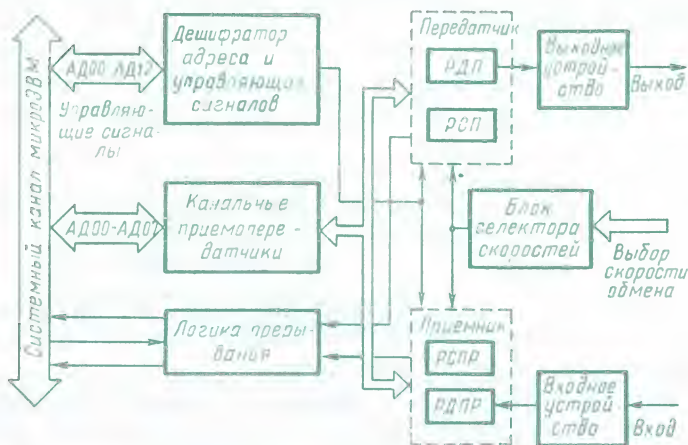 Системный канал микроЭВМ
АД00-АД12
Управляю-
щие сигна-
лы
Дешифратор
адреса и
управляющих
сигналов
Передатчик
РДП
РСП
Выходное
устрой-
ство
Выход
АД00-АД07
Канальные
приемопере-
датчики
Блок
селектора
скоростей
Выбор
скорости
обмена
Логика преры-
вания
Приемник
РСПР
РДПР
Входное
устрой-
ство
Вход